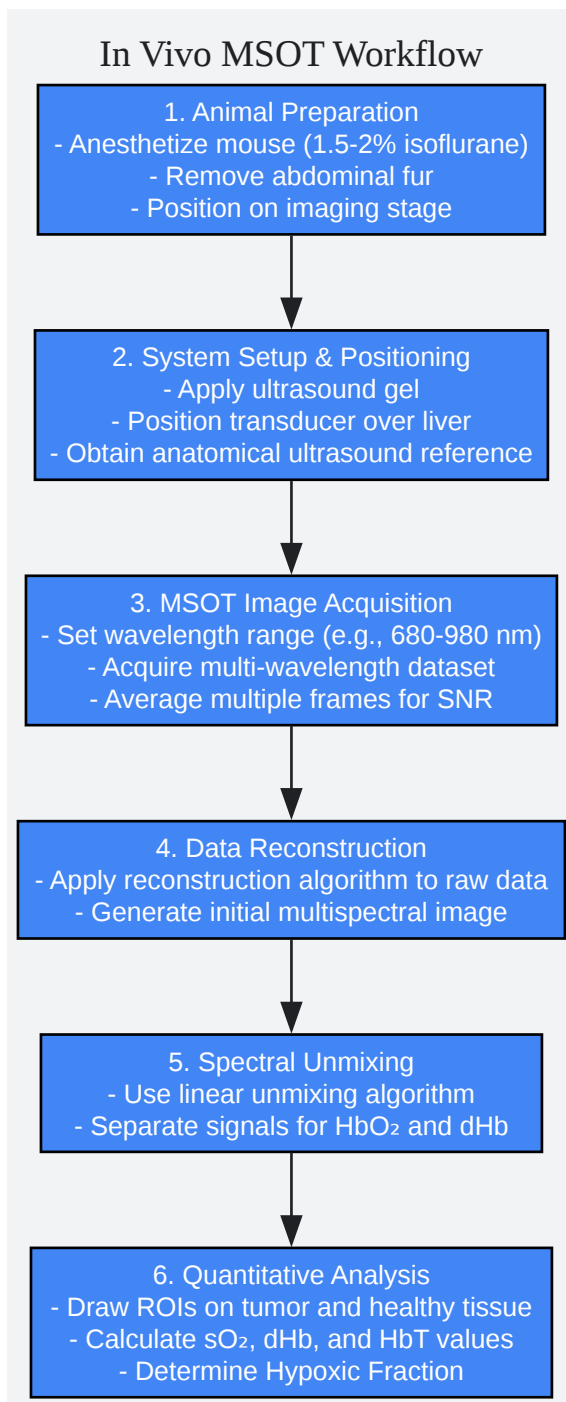 In Vivo MSOT Workflow
1. Animal Preparation
- Anesthetize mouse (1.5-2% isoflurane)
- Remove abdominal fur
- Position on imaging stage
2. System Setup & Positioning
- Apply ultrasound gel
- Position transducer over liver
- Obtain anatomical ultrasound reference
3. MSOT Image Acquisition
- Set wavelength range (e.g., 680-980 nm)
- Acquire multi-wavelength dataset
- Average multiple frames for SNR
4. Data Reconstruction
- Apply reconstruction algorithm to raw data
- Generate initial multispectral image
5. Spectral Unmixing
- Use linear unmixing algorithm
- Separate signals for HbO₂ and dHb
6. Quantitative Analysis
- Draw ROIs on tumor and healthy tissue
- Calculate sO₂, dHb, and HbT values
- Determine Hypoxic Fraction